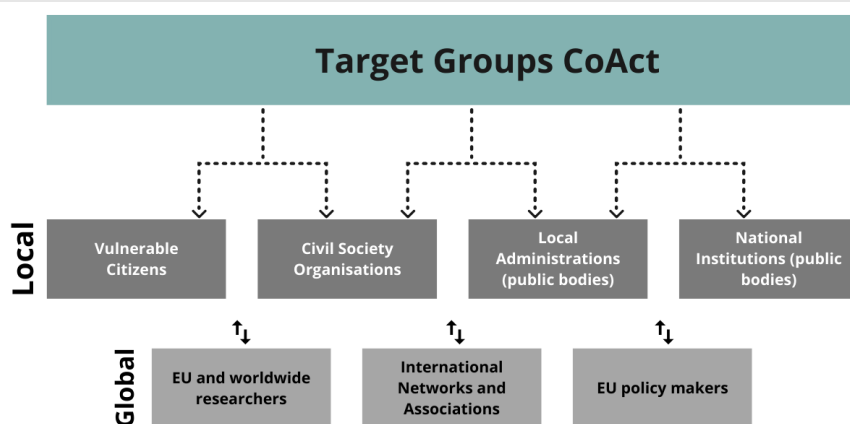 Target Groups CoAct
Local
Vulnerable
Citizens
Civil Society
Organisations
Local
Administrations
(public bodies)
National
Institutions (public
bodies)
Global
EU and worldwide
researchers
International
Networks and
Associations
EU policy makers